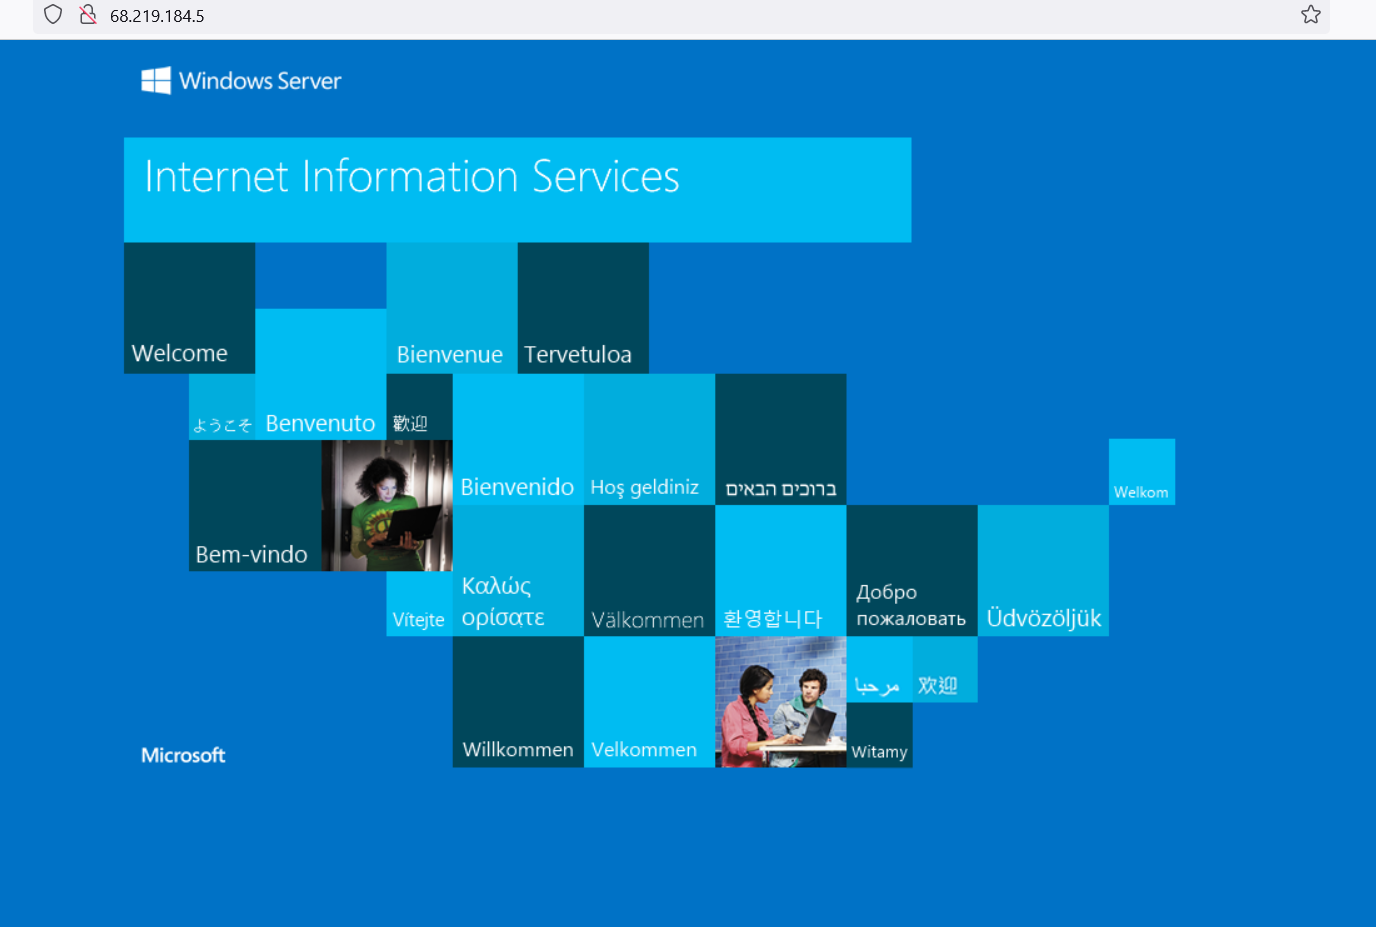 68.219.184.5
Windows Server
Internet Information Services
Welcome
Bienvenue
Tervetuloa
ようこそ
Benvenuto
歡迎
Bienvenido
Hoş geldiniz
ברוכים הבאים
Welkom
Bem-vindo
Vítejte
Καλώς
ορίσατε
Välkommen
환영합니다
Добро
пожаловать
Üdvözöljük
Willkommen
Velkommen
مرحبا
欢迎
Witamy
Microsoft